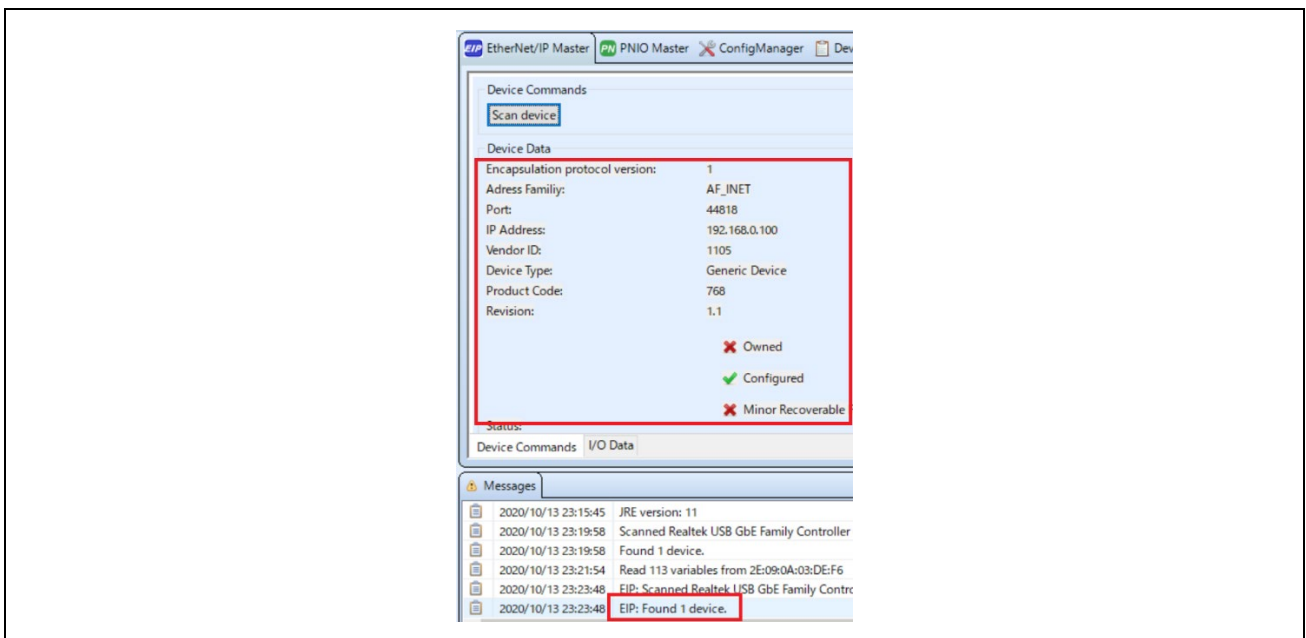 EIP EtherNet/IP Master PN PNIO Master ConfigManager Dev
Device Commands
Scan device
Device Data
Encapsulation protocol version: 1
Adress Familiy: AF_INET
Port: 44818
IP Address: 192.168.0.100
Vendor ID: 1105
Device Type: Generic Device
Product Code: 768
Revision: 1.1
Owned
Configured
Minor Recoverable
Status:
Device Commands I/O Data
Messages
2020/10/13 23:15:45 JRE version: 11
2020/10/13 23:19:58 Scanned Realtek USB GbE Family Controller
2020/10/13 23:19:58 Found 1 device.
2020/10/13 23:21:54 Read 113 variables from 2E:09:0A:03:DE:F6
2020/10/13 23:23:48 EIP: Scanned Realtek USB GbE Family Contro
2020/10/13 23:23:48 EIP: Found 1 device.